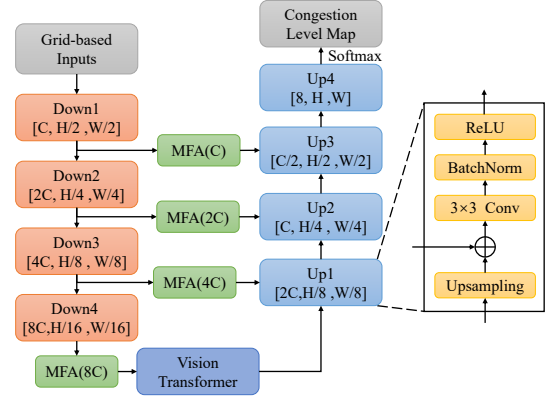 Grid-based
Inputs
Down1
[C, H/2 ,W/2]
Down2
[2C, H/4 ,W/4]
Down3
[4C, H/8 ,W/8]
Down4
[8C,H/16 ,W/16]
MFA(8C)
MFA(C)
MFA(2C)
MFA(4C)
Vision
Transformer
Congestion
Level Map
Softmax
Up4
[8, H ,W]
Up3
[C/2, H/2 ,W/2]
Up2
[C, H/4 ,W/4]
Up1
[2C,H/8 ,W/8]
ReLU
BatchNorm
3×3 Conv
Upsampling